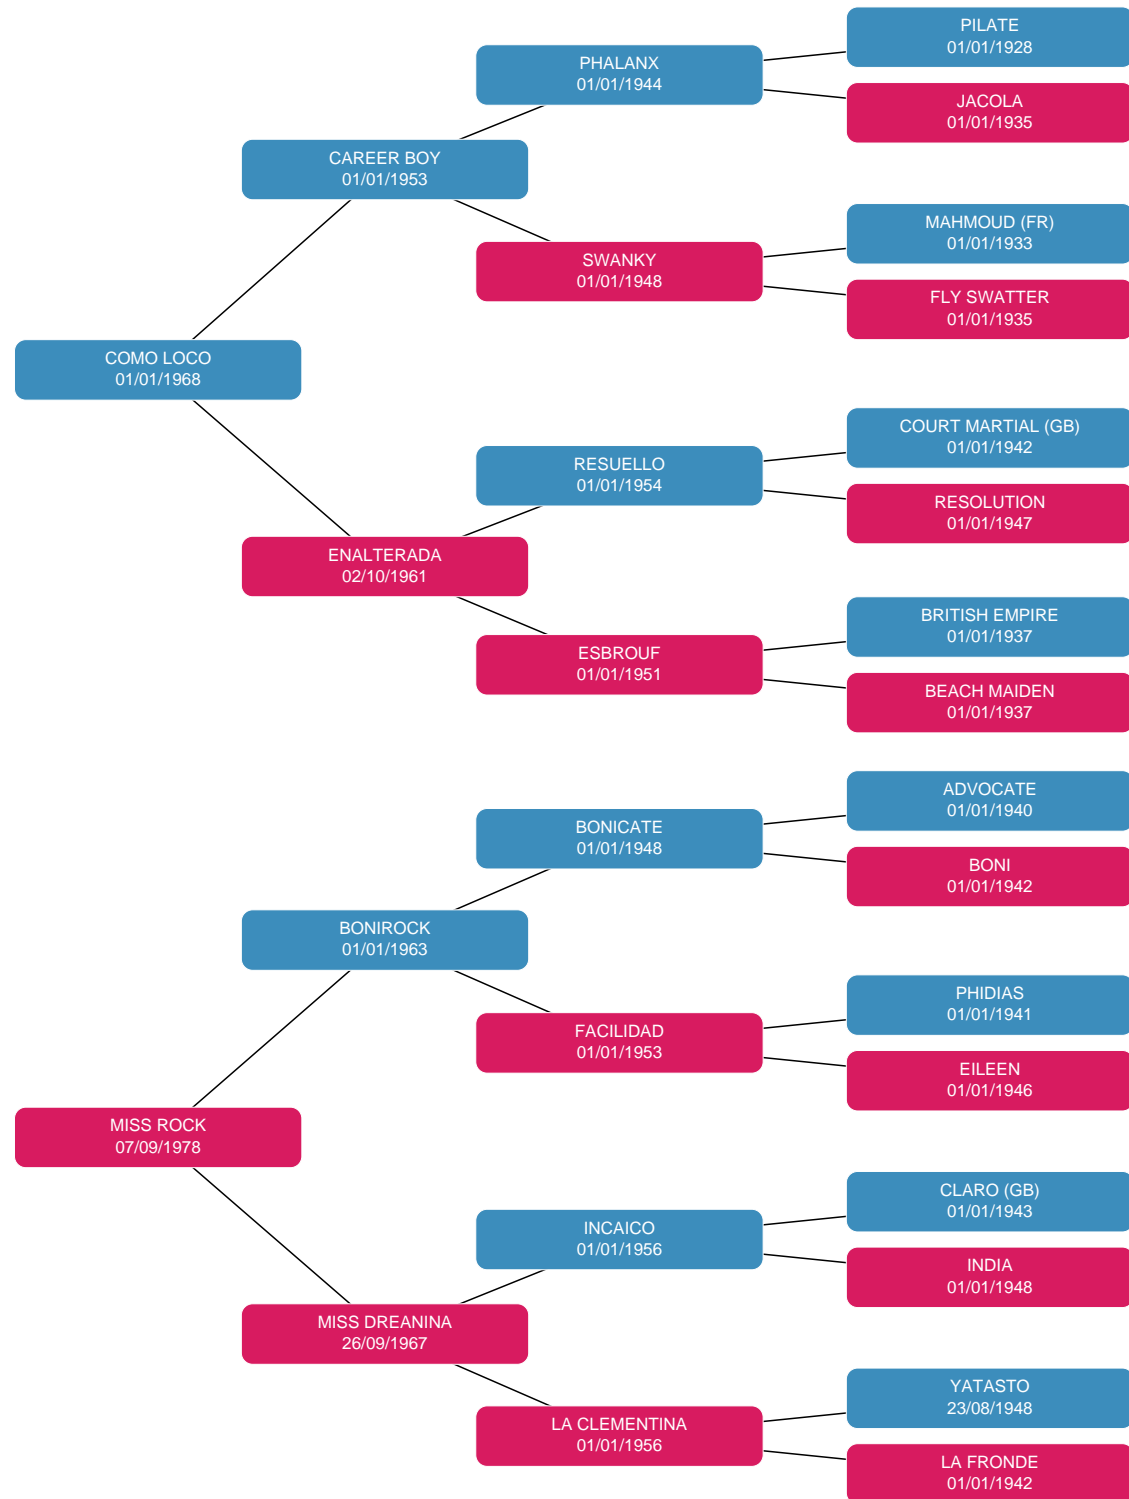 PILATE
01/01/1928
PHALANX
01/01/1944
JACOLA
01/01/1935
CAREER BOY
01/01/1953
MAHMOUD (FR)
01/01/1933
SWANKY
01/01/1948
FLY SWATTER
01/01/1935
COMO LOCO
01/01/1968
COURT MARTIAL (GB)
01/01/1942
RESUELLO
01/01/1954
RESOLUTION
01/01/1947
ENALTERADA
02/10/1961
BRITISH EMPIRE
01/01/1937
ESBROUF
01/01/1951
BEACH MAIDEN
01/01/1937
ADVOCATE
01/01/1940
BONICATE
01/01/1948
BONI
01/01/1942
BONIROCK
01/01/1963
PHIDIAS
01/01/1941
FACILIDAD
01/01/1953
EILEEN
01/01/1946
MISS ROCK
07/09/1978
CLARO (GB)
01/01/1943
INCAICO
01/01/1956
INDIA
01/01/1948
MISS DREANINA
26/09/1967
YATASTO
23/08/1948
LA CLEMENTINA
01/01/1956
LA FRONDE
01/01/1942